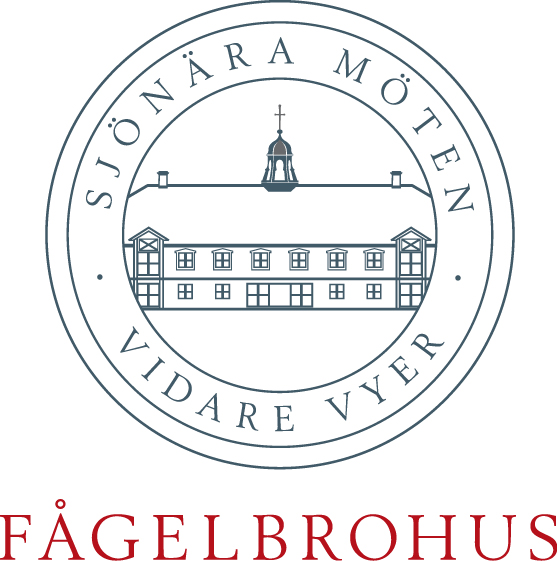 SJÖNÄRA MÖTEN
VIDARE VYER
FÅGELBROHUS